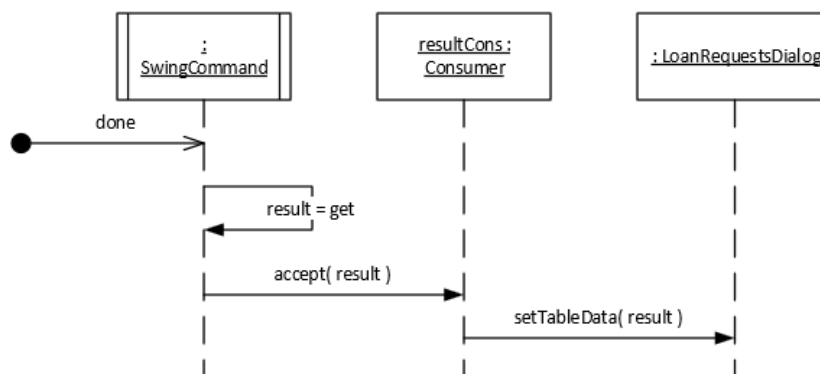 :
SwingCommand
resultCons :
Consumer
: LoanRequestsDialog
done
result = get
accept( result )
setTableData( result )